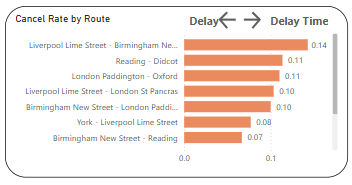 Cancel Rate by Route
Delay Delay Time
Liverpool Lime Street - Birmingham Ne... 0.14
Reading - Didcot 0.11
London Paddington - Oxford 0.11
Liverpool Lime Street - London St Pancras 0.10
Birmingham New Street - London Paddi... 0.10
York - Liverpool Lime Street 0.08
Birmingham New Street - Reading 0.07
0.0 0.1